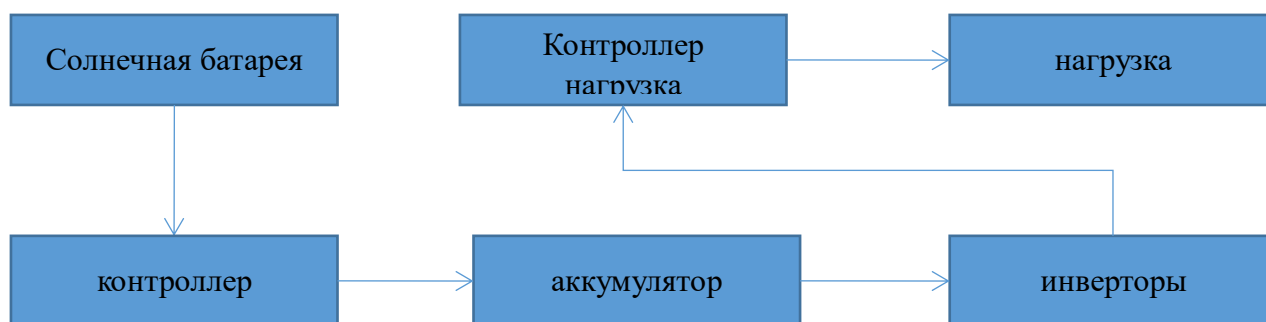 Солнечная батарея
Контроллер
нагрузка
нагрузка
контроллер
аккумулятор
инверторы